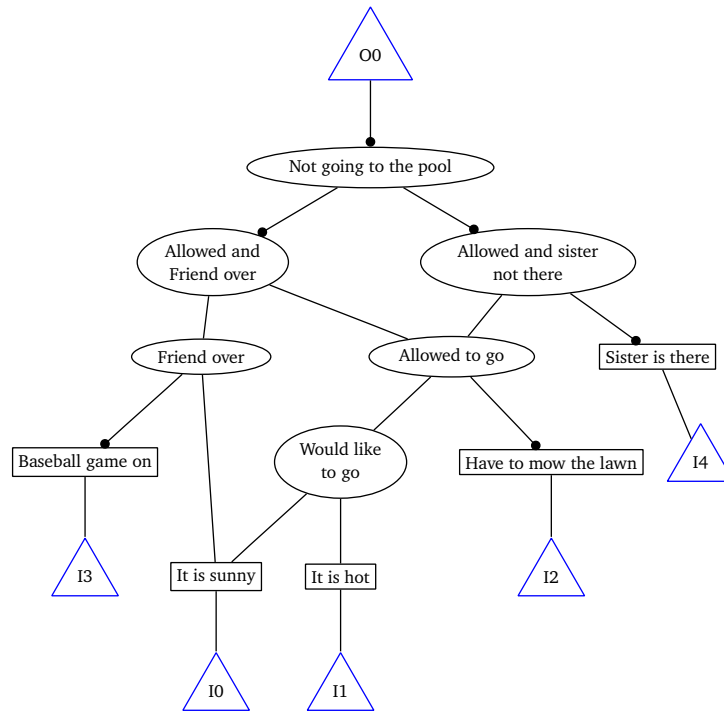 O0
Not going to the pool
Allowed and
Friend over
Allowed and sister
not there
Friend over
Allowed to go
Sister is there
Baseball game on
Would like
to go
Have to mow the lawn
I4
I3
It is sunny
It is hot
I2
I0
I1